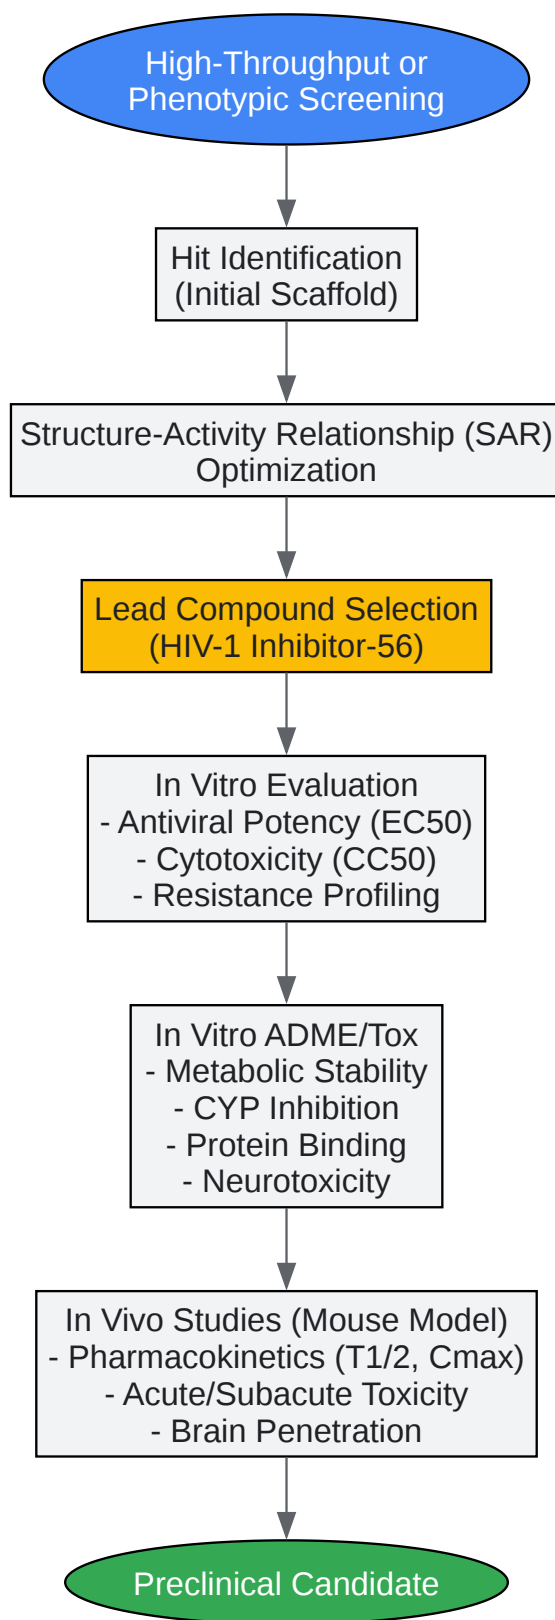 High-Throughput or
Phenotypic Screening
Hit Identification
(Initial Scaffold)
Structure-Activity Relationship (SAR)
Optimization
Lead Compound Selection
(HIV-1 Inhibitor-56)
In Vitro Evaluation
- Antiviral Potency (EC50)
- Cytotoxicity (CC50)
- Resistance Profiling
In Vitro ADME/Tox
- Metabolic Stability
- CYP Inhibition
- Protein Binding
- Neurotoxicity
In Vivo Studies (Mouse Model)
- Pharmacokinetics (T1/2, Cmax)
- Acute/Subacute Toxicity
- Brain Penetration
Preclinical Candidate